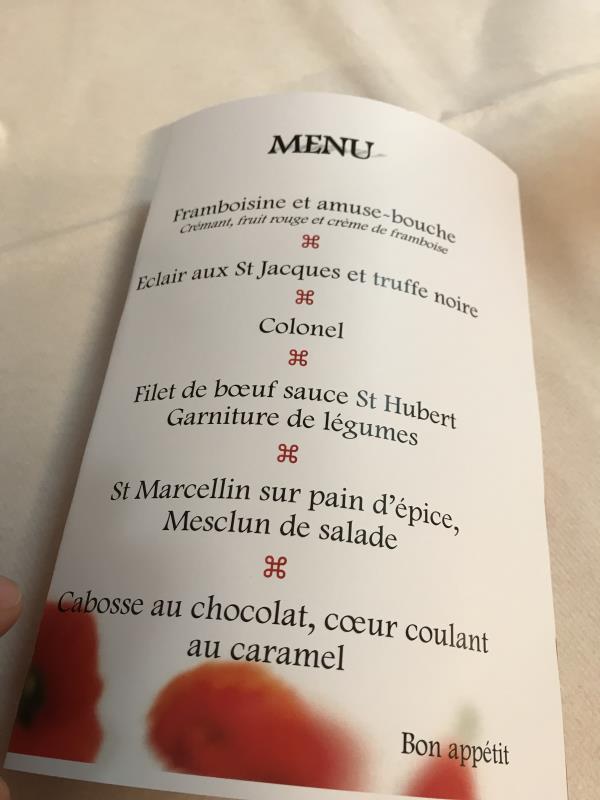 MENU
Framboisine et amuse-bouche
Crémant, fruit rouge et crème de framboise
⌘
Eclair aux St Jacques et truffe noire
⌘
Colonel
⌘
Filet de bœuf sauce St Hubert
Garniture de légumes
⌘
St Marcellin sur pain d'épice,
Mesclun de salade
⌘
Cabosse au chocolat, cœur coulant
au caramel
Bon appétit